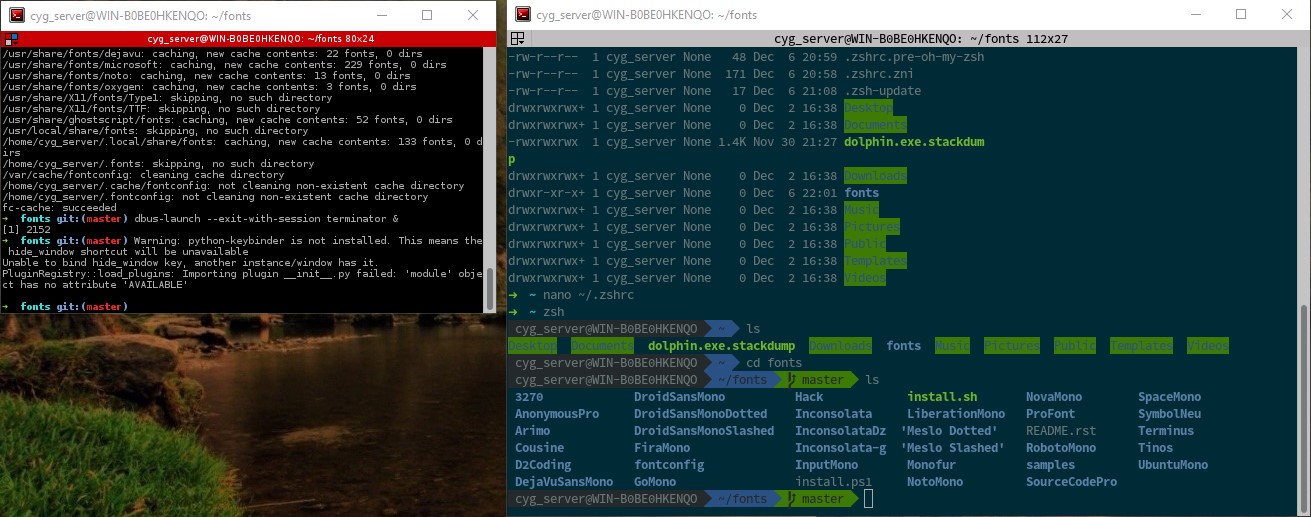 cyg_server@WIN-B0BE0HKENQO: ~/fonts
cyg_server@WIN-B0BE0HKENQO: ~/fonts 80x24
/usr/share/fonts/dejavu: caching, new cache contents: 22 fonts, 0 dirs
/usr/share/fonts/microsoft: caching, new cache contents: 229 fonts, 0 dirs
/usr/share/fonts/noto: caching, new cache contents: 13 fonts, 0 dirs
/usr/share/fonts/oxygen: caching, new cache contents: 3 fonts, 0 dirs
/usr/share/X11/fonts/Type1: skipping, no such directory
/usr/share/X11/fonts/TTF: skipping, no such directory
/usr/share/ghostscript/fonts: caching, new cache contents: 52 fonts, 0 dirs
/usr/local/share/fonts: skipping, no such directory
/home/cyg_server/.local/share/fonts: caching, new cache contents: 133 fonts, 0 d
irs
/home/cyg_server/.fonts: skipping, no such directory
/var/cache/fontconfig: cleaning cache directory
/home/cyg_server/.cache/fontconfig: not cleaning non-existent cache directory
/home/cyg_server/.fontconfig: not cleaning non-existent cache directory
fc-cache: succeeded
➜  fonts git:(master) dbus-launch --exit-with-session terminator &
[1] 2152
➜  fonts git:(master) Warning: python-keybinder is not installed. This means the
 hide_window shortcut will be unavailable
Unable to bind hide_window key, another instance/window has it.
PluginRegistry::load_plugins: Importing plugin __init__.py failed: 'module' obje
ct has no attribute 'AVAILABLE'
➜  fonts git:(master)
cyg_server@WIN-B0BE0HKENQO: ~/fonts
cyg_server@WIN-B0BE0HKENQO: ~/fonts 112x27
-rw-r--r--  1 cyg_server None   48 Dec  6 20:59 .zshrc.pre-oh-my-zsh
-rw-r--r--  1 cyg_server None  171 Dec  6 20:58 .zshrc.zni
-rw-r--r--  1 cyg_server None   17 Dec  6 21:08 .zsh-update
drwxrwxrwx+ 1 cyg_server None    0 Dec  2 16:38 Desktop
drwxrwxrwx+ 1 cyg_server None    0 Dec  2 16:38 Documents
-rwxrwxrwx  1 cyg_server None 1.4K Nov 30 21:27 dolphin.exe.stackdum
p
drwxrwxrwx+ 1 cyg_server None    0 Dec  2 16:38 Downloads
drwxr-xr-x+ 1 cyg_server None    0 Dec  6 22:01 fonts
drwxrwxrwx+ 1 cyg_server None    0 Dec  2 16:38 Music
drwxrwxrwx+ 1 cyg_server None    0 Dec  2 16:38 Pictures
drwxrwxrwx+ 1 cyg_server None    0 Dec  2 16:38 Public
drwxrwxrwx+ 1 cyg_server None    0 Dec  2 16:38 Templates
drwxrwxrwx+ 1 cyg_server None    0 Dec  2 16:38 Videos
➜  ~ nano ~/.zshrc
➜  ~ zsh
cyg_server@WIN-B0BE0HKENQO ~ ls
Desktop  Documents  dolphin.exe.stackdump  Downloads  fonts  Music  Pictures  Public  Templates  Videos
cyg_server@WIN-B0BE0HKENQO ~ cd fonts
cyg_server@WIN-B0BE0HKENQO ~/fonts master ls
3270  DroidSansMono  Hack  install.sh  NovaMono  SpaceMono
AnonymousPro  DroidSansMonoDotted  Inconsolata  LiberationMono  ProFont  SymbolNeu
Arimo  DroidSansMonoSlashed  InconsolataDz  'Meslo Dotted'  README.rst  Terminus
Cousine  FiraMono  Inconsolata-g  'Meslo Slashed'  RobotoMono  Tinos
D2Coding  fontconfig  InputMono  Monofur  samples  UbuntuMono
DejaVuSansMono  GoMono  install.ps1  NotoMono  SourceCodePro
cyg_server@WIN-B0BE0HKENQO ~/fonts master